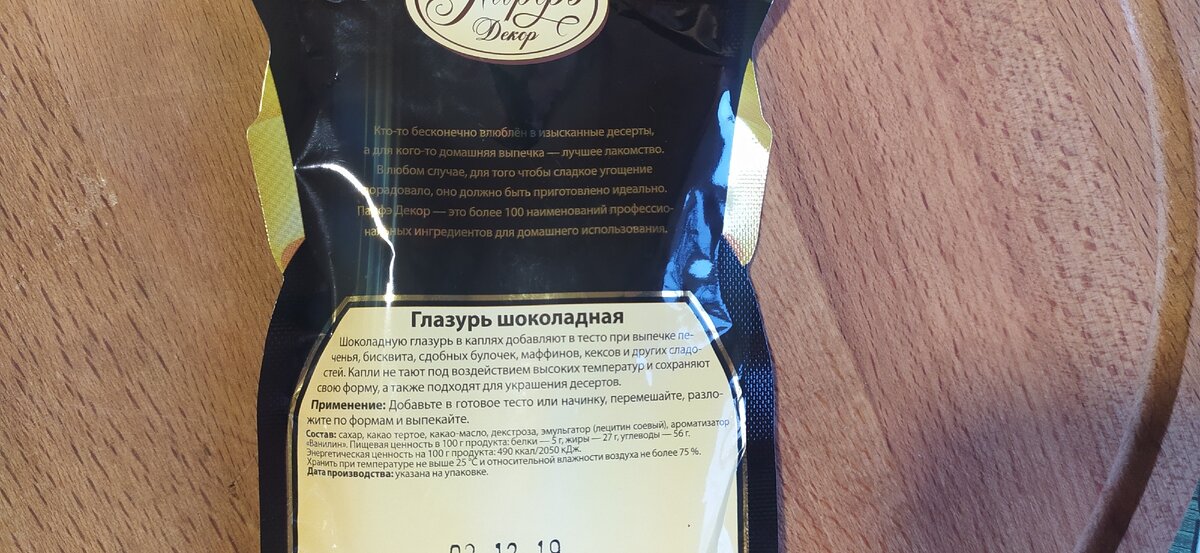 Парфэ
Декор
Кто-то бесконечно влюблён в изысканные десерты,
а для кого-то домашняя выпечка — лучшее лакомство.
В любом случае, для того чтобы сладкое угощение
порадовало, оно должно быть приготовлено идеально.
Парфэ Декор — это более 100 наименований профессио-
нальных ингредиентов для домашнего использования.
Глазурь шоколадная
Шоколадную глазурь в каплях добавляют в тесто при выпечке пе-
ченья, бисквита, сдобных булочек, маффинов, кексов и других сладо-
стей. Капли не тают под воздействием высоких температур и сохраняют
свою форму, а также подходят для украшения десертов.
Применение: Добавьте в готовое тесто или начинку, перемешайте, разло-
жите по формам и выпекайте.
Состав: сахар, какао тертое, какао-масло, декстроза, эмульгатор (лецитин соевый), ароматизатор
«Ванилин». Пищевая ценность в 100 г продукта: белки — 5 г, жиры — 27 г, углеводы — 56 г.
Энергетическая ценность на 100 г продукта: 490 ккал/2050 кДж.
Хранить при температуре не выше 25 °С и относительной влажности воздуха не более 75 %.
Дата производства: указана на упаковке.
02 12 19